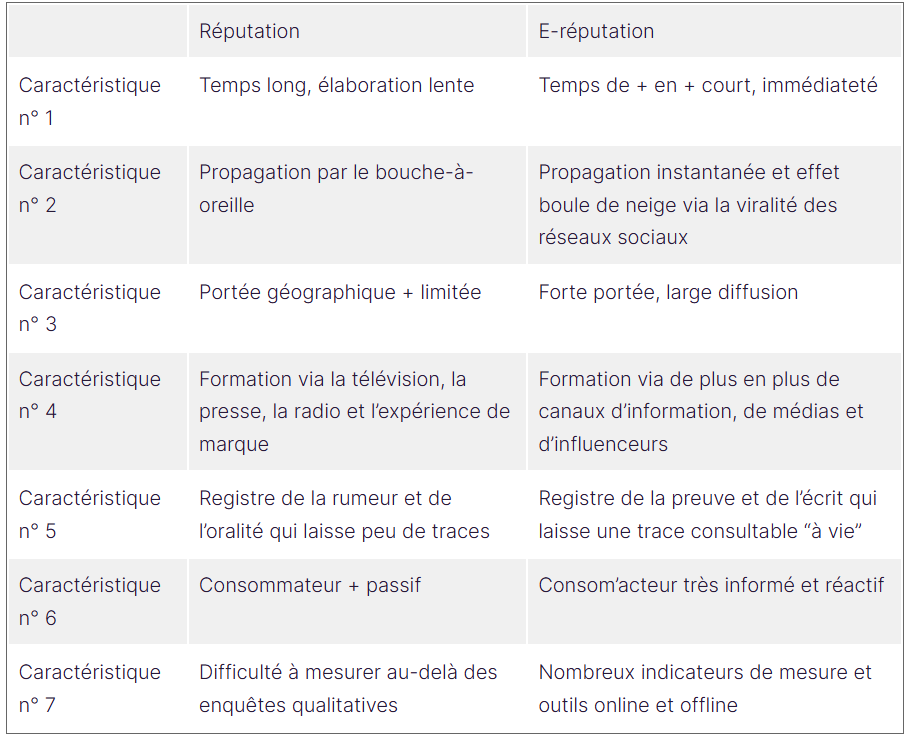 Réputation
E-réputation
Caractéristique
n° 1
Temps long, élaboration lente
Temps de + en + court, immédiateté
Caractéristique
n° 2
Propagation par le bouche-à-
oreille
Propagation instantanée et effet
boule de neige via la viralité des
réseaux sociaux
Caractéristique
n° 3
Portée géographique + limitée
Forte portée, large diffusion
Caractéristique
n° 4
Formation via la télévision, la
presse, la radio et l’expérience de
marque
Formation via de plus en plus de
canaux d’information, de médias et
d’influenceurs
Caractéristique
n° 5
Registre de la rumeur et de
l’oralité qui laisse peu de traces
Registre de la preuve et de l’écrit qui
laisse une trace consultable “à vie”
Caractéristique
n° 6
Consommateur + passif
Consom’acteur très informé et réactif
Caractéristique
n° 7
Difficulté à mesurer au-delà des
enquêtes qualitatives
Nombreux indicateurs de mesure et
outils online et offline